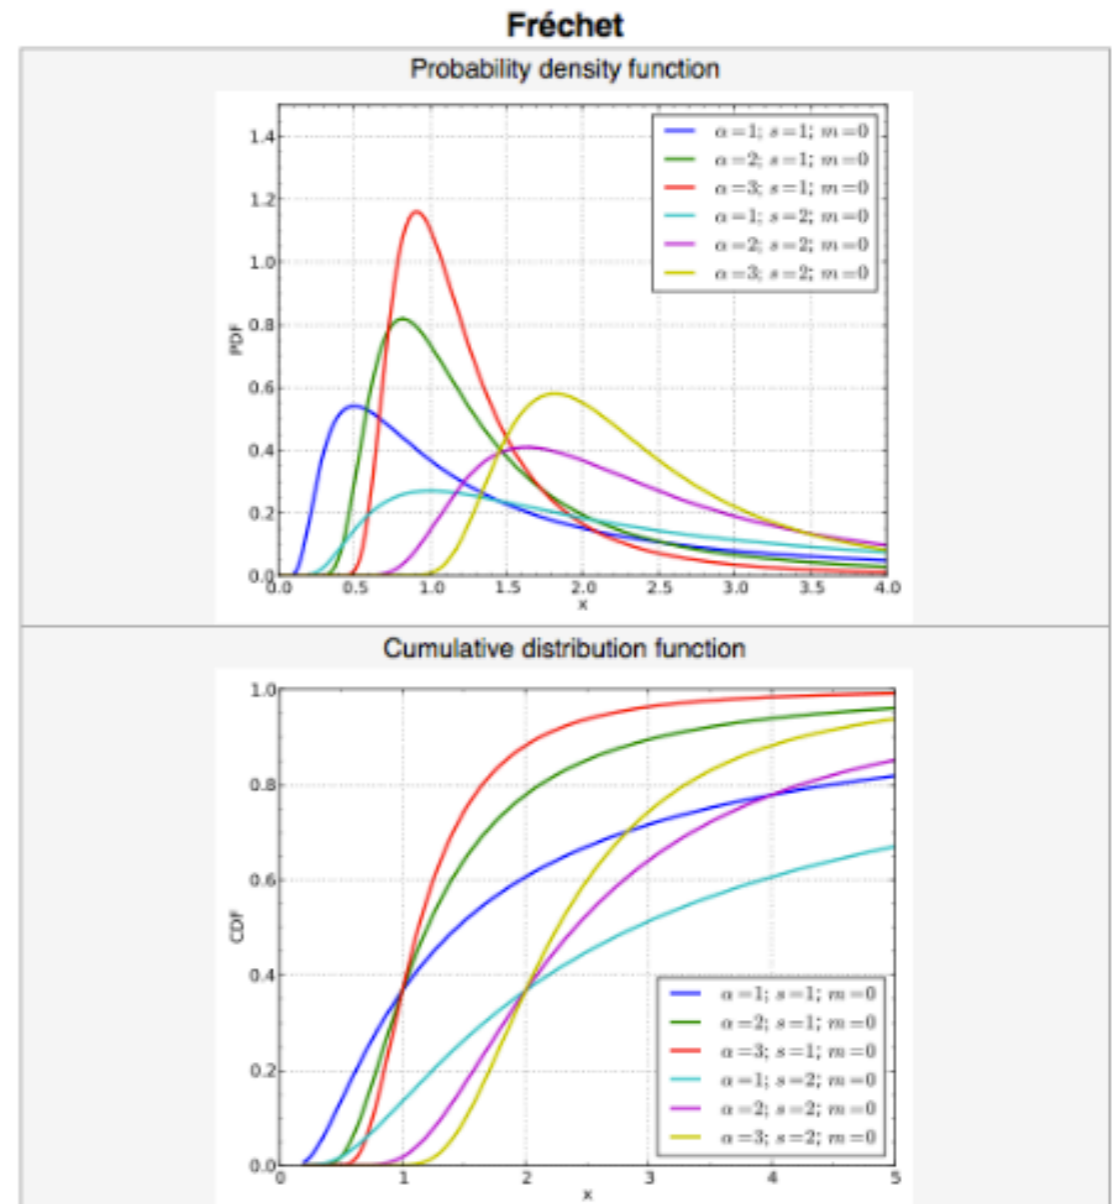 Fréchet
Probability density function
1.4
1.2
1.0
0.8
0.6
0.4
0.2
0.0
PDF
α=1; s=1; m=0
α=2; s=1; m=0
α=3; s=1; m=0
α=1; s=2; m=0
α=2; s=2; m=0
α=3; s=2; m=0
0.0 0.5 1.0 1.5 2.0 2.5 3.0 3.5 4.0
x
Cumulative distribution function
1.0
0.8
0.6
0.4
0.2
0.0
CDF
α=1; s=1; m=0
α=2; s=1; m=0
α=3; s=1; m=0
α=1; s=2; m=0
α=2; s=2; m=0
α=3; s=2; m=0
0 1 2 3 4 5
x